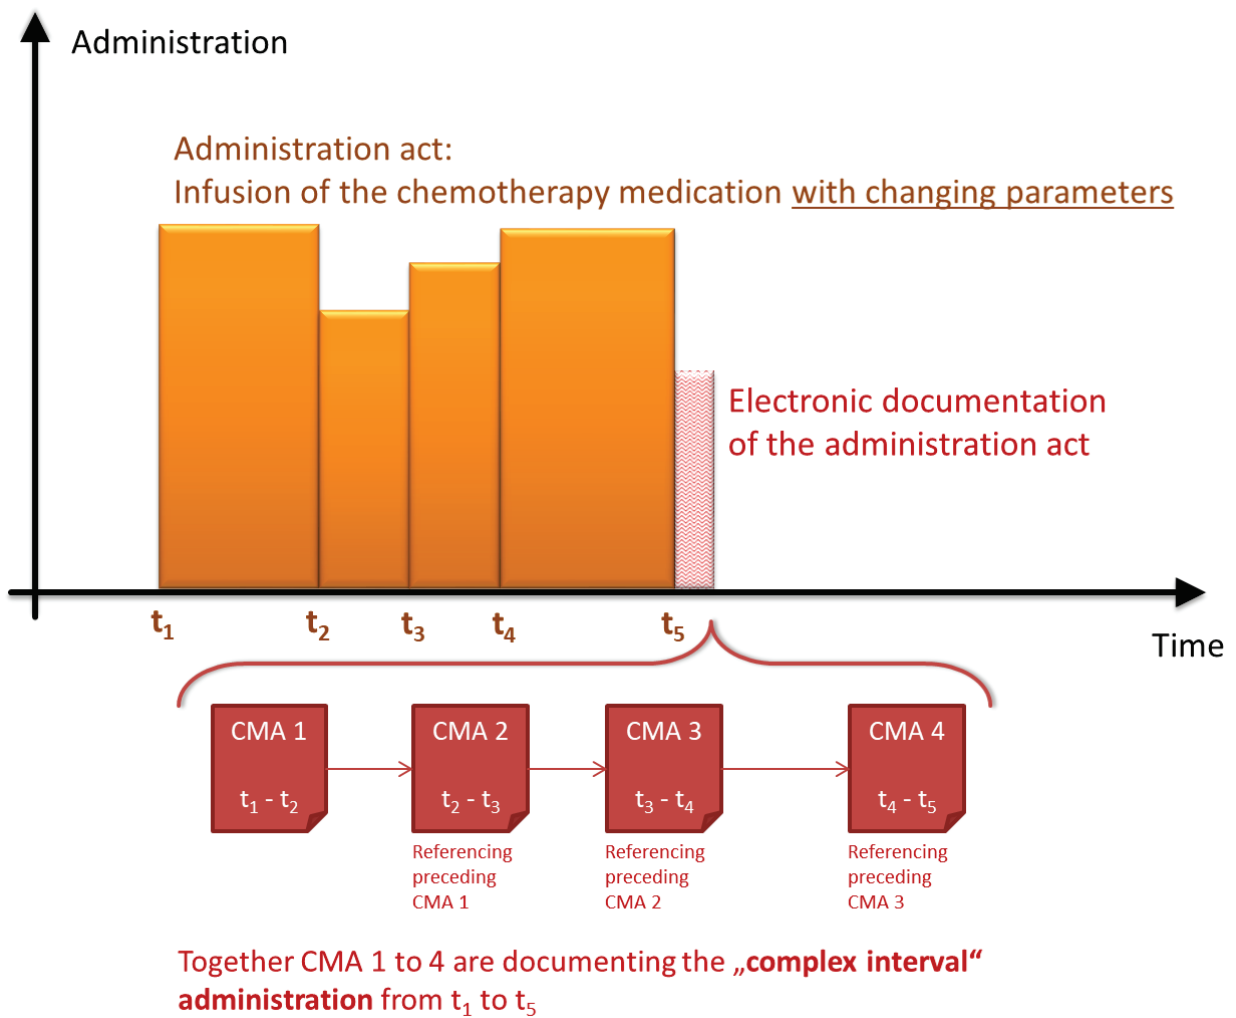 Administration
Administration act:
Infusion of the chemotherapy medication with changing parameters
Electronic documentation
of the administration act
t1
t2
t3
t4
t5
Time
CMA 1
t1 - t2
CMA 2
t2 - t3
CMA 3
t3 - t4
CMA 4
t4 - t5
Referencing
preceding
CMA 1
Referencing
preceding
CMA 2
Referencing
preceding
CMA 3
Together CMA 1 to 4 are documenting the „complex interval“
administration from t1 to t5